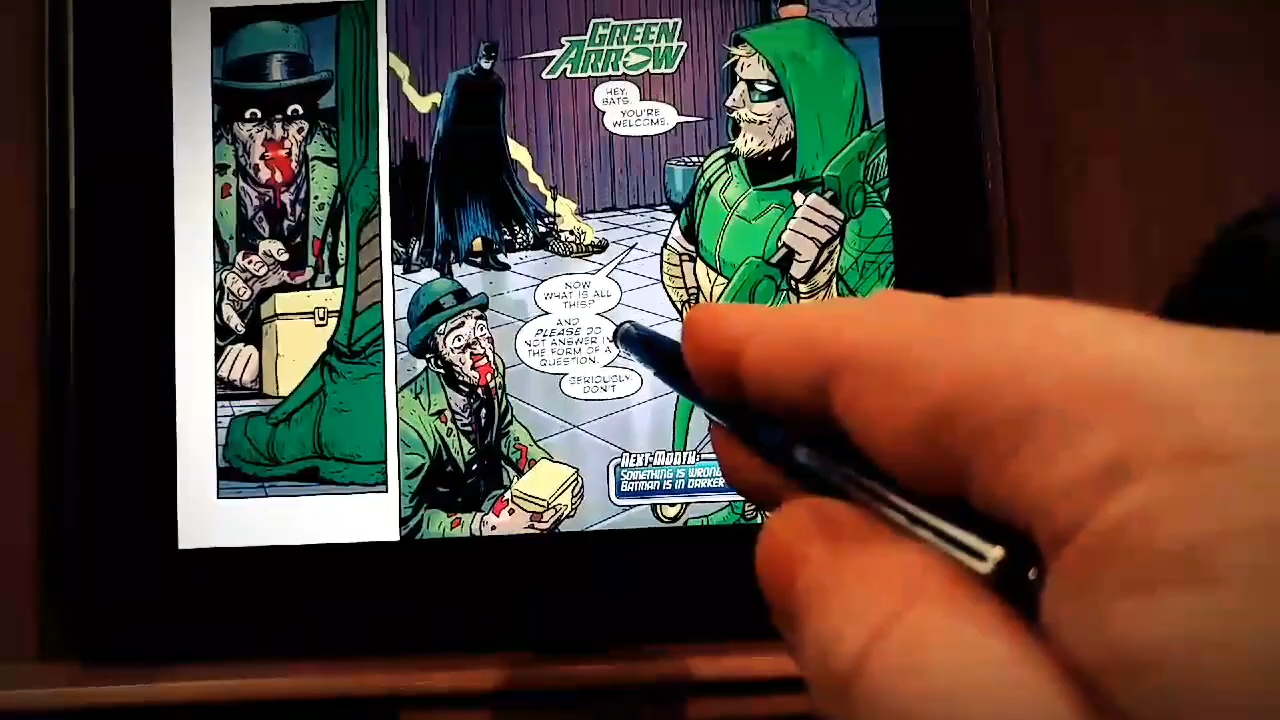 GREEN
ARROW
HEY,
BATS.
YOU'RE
WELCOME.
NOW
WHAT IS ALL
THIS?
AND
PLEASE DO
NOT ANSWER IN
THE FORM OF A
QUESTION.
SERIOUSLY.
DON'T
NEXT MONTH:
SOMETHING IS WRONG
BATMAN IS IN DARKER